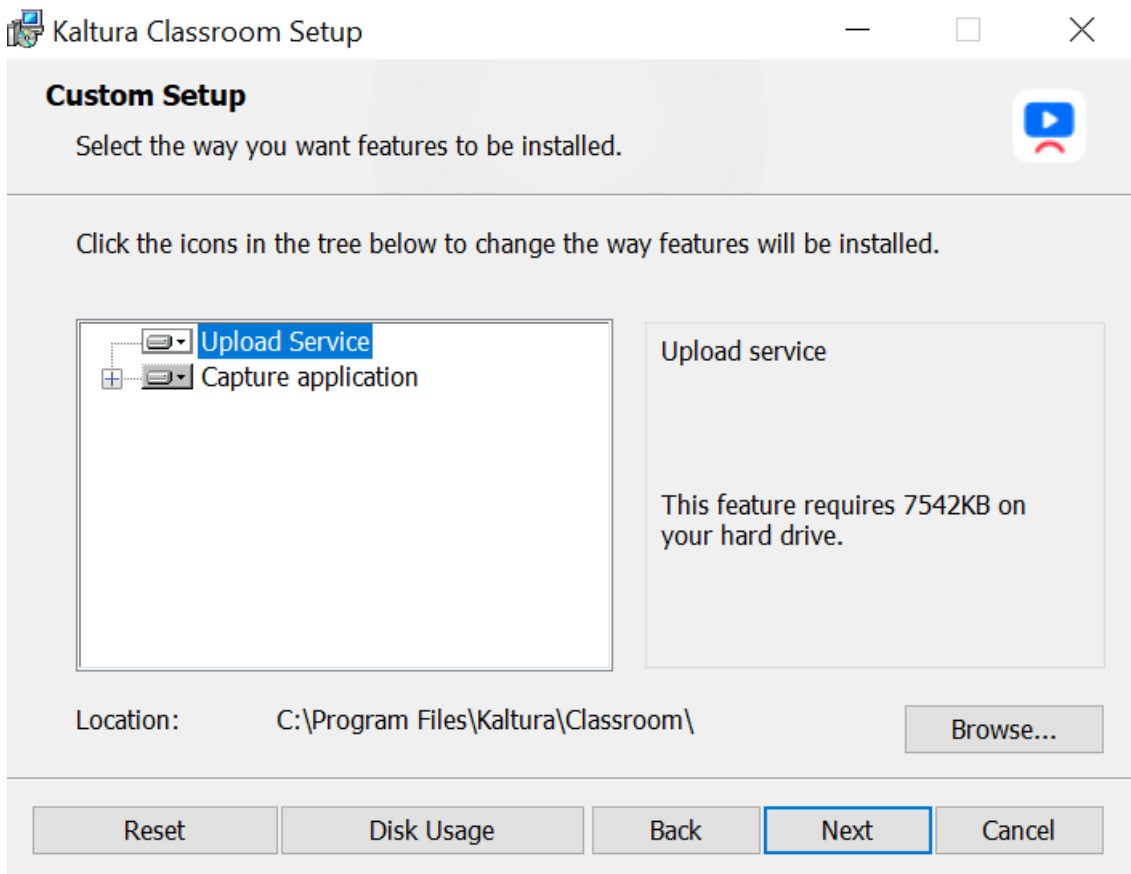 Kaltura Classroom Setup
Custom Setup
Select the way you want features to be installed.
Click the icons in the tree below to change the way features will be installed.
Upload Service
Capture application
Upload service
This feature requires 7542KB on
your hard drive.
Location: C:\Program Files\Kaltura\Classroom\
Browse...
Reset Disk Usage Back Next Cancel